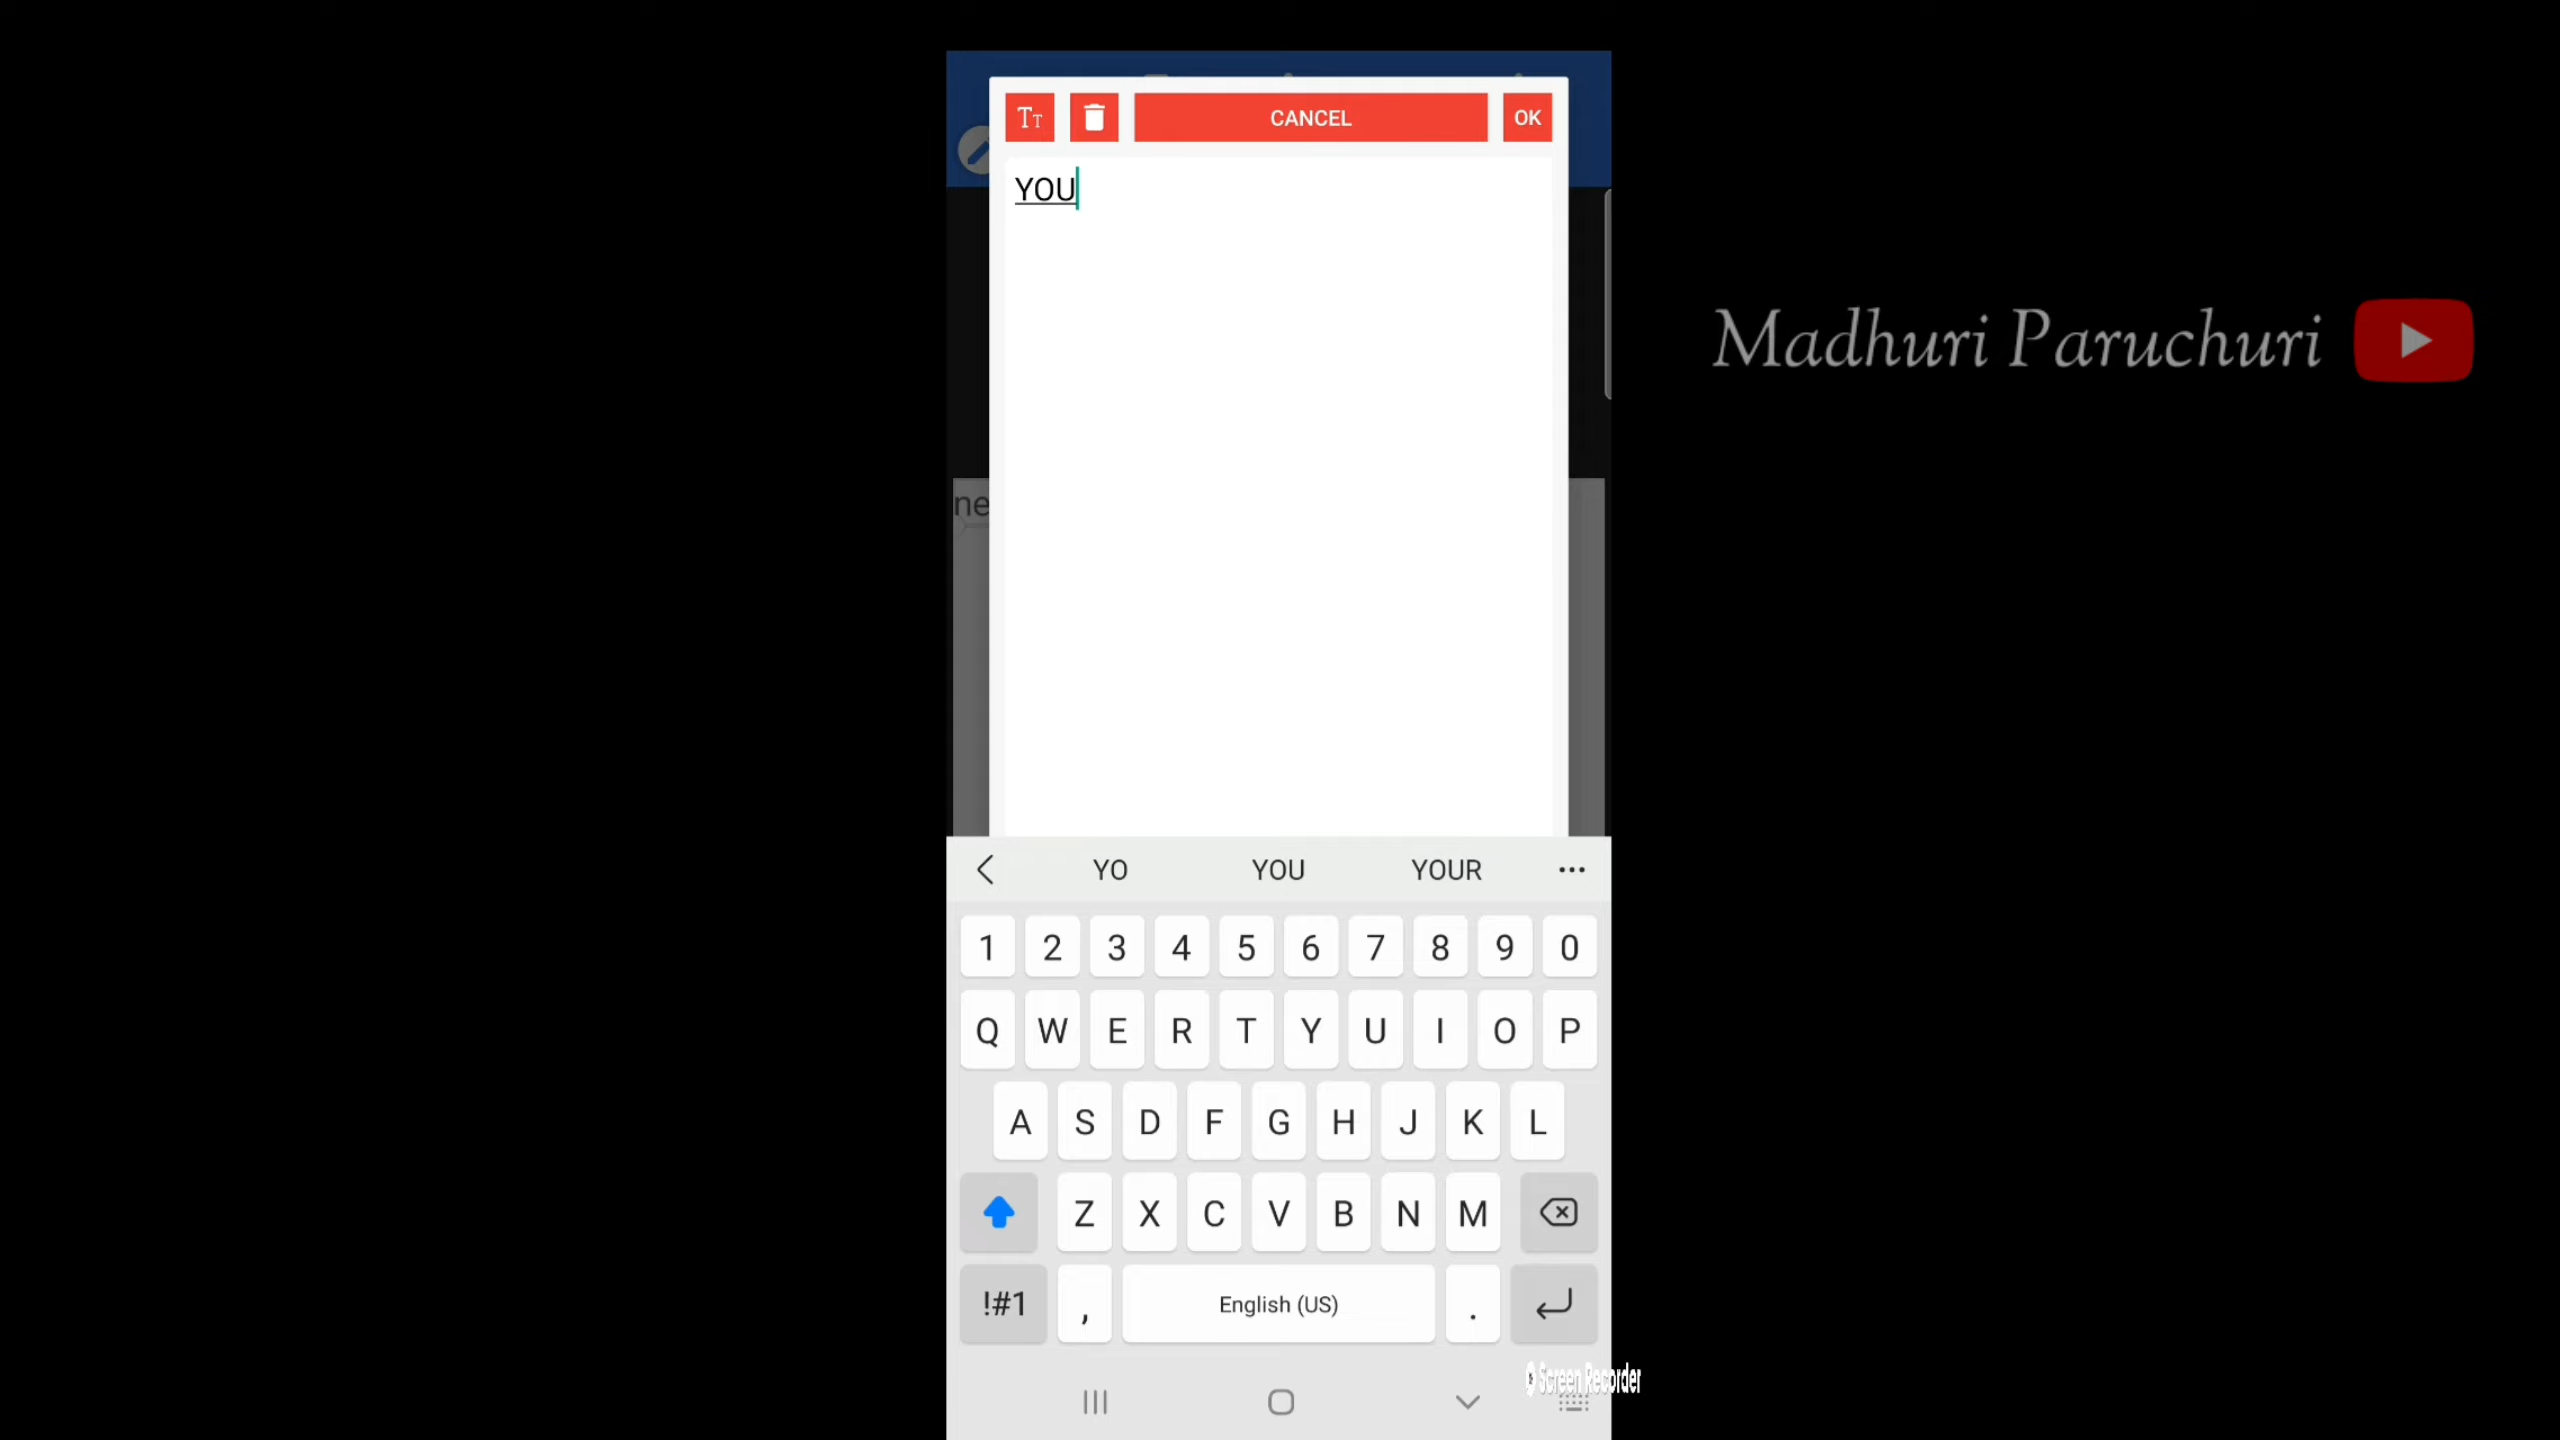 TT
CANCEL
OK
YOU
Madhuri Paruchuri
ne
YO YOU YOUR
1 2 3 4 5 6 7 8 9 0
Q W E R T Y U I O P
A S D F G H J K L
Z X C V B N M
!#1 , English (US) .
Screen Recorder